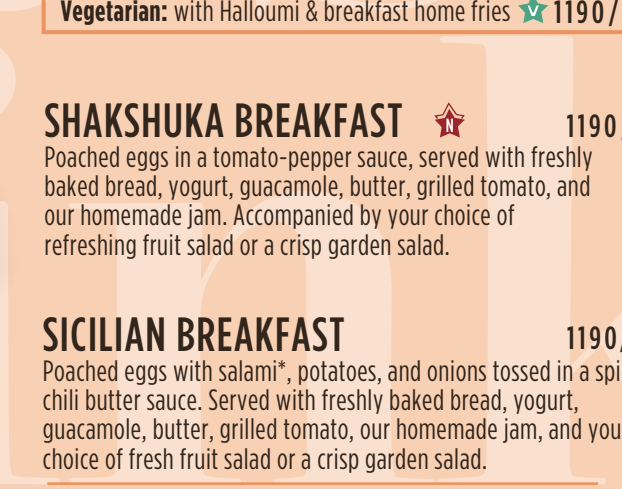 Vegetarian: with Halloumi & breakfast home fries V 1190/
SHAKSHUKA BREAKFAST N 1190/
Poached eggs in a tomato-pepper sauce, served with freshly
baked bread, yogurt, guacamole, butter, grilled tomato, and
our homemade jam. Accompanied by your choice of
refreshing fruit salad or a crisp garden salad.
SICILIAN BREAKFAST 1190/
Poached eggs with salami*, potatoes, and onions tossed in a spi
chili butter sauce. Served with freshly baked bread, yogurt,
guacamole, butter, grilled tomato, our homemade jam, and you
choice of fresh fruit salad or a crisp garden salad.